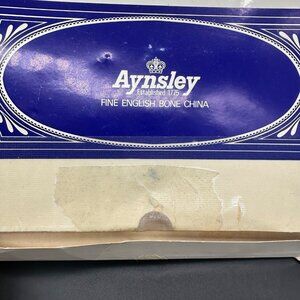 Aynsley
Established 1775
FINE ENGLISH BONE CHINA